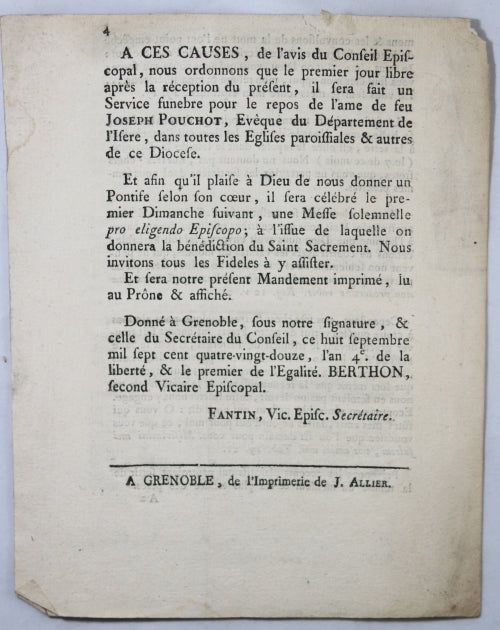 4
A CES CAUSES, de l'avis du Conſeil Epiſ-
copal, nous ordonnons que le premier jour libre
après la réception du préſent, il ſera fait un
Service funebre pour le repos de l'ame de feu
JOSEPH POUCHOT, Evèque du Département de
l'Iſere, dans toutes les Egliſes paroiſſiales & autres
de ce Dioceſe.
Et afin qu'il plaiſe à Dieu de nous donner un
Pontife ſelon ſon cœur, il ſera célébré le pre-
mier Dimanche ſuivant, une Meſſe ſolemnelle
pro eligendo Epiſcopo; à l'iſſue de laquelle on
donnera la bénédiction du Saint Sacrement. Nous
invitons tous les Fideles à y aſſiſter.
Et ſera notre préſent Mandement imprimé, lu
au Prône & affiché.
Donné à Grenoble, ſous notre ſignature, &
celle du Secrétaire du Conſeil, ce huit ſeptembre
mil ſept cent quatre-vingt-douze, l'an 4e. de la
liberté, & le premier de l'Egalité. BERTHON,
ſecond Vicaire Epiſcopal.
FANTIN, Vic. Epiſc. Secrétaire.
A GRENOBLE, de l'Imprimerie de J. ALLIER.